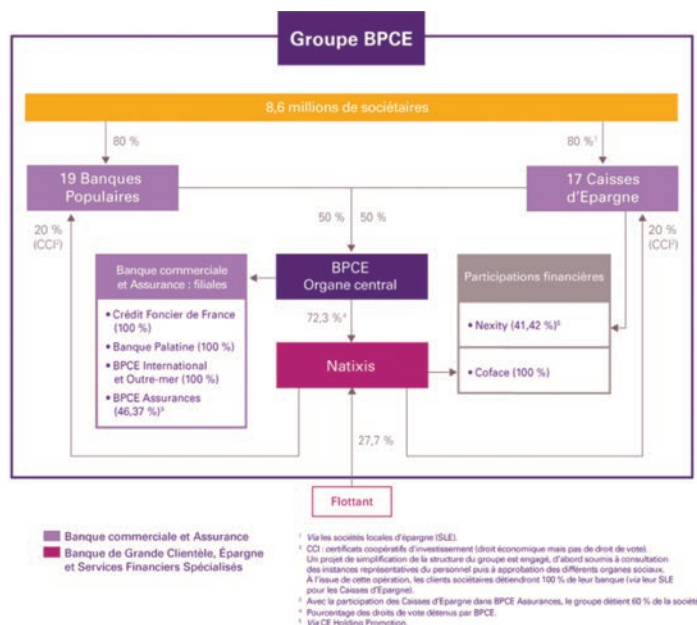 Groupe BPCE
8,6 millions de sociétaires
80 %
80 %¹
19 Banques
Populaires
17 Caisses
d'Epargne
20 %
(CCI²)
50 %
50 %
20 %
(CCI²)
Banque commerciale
et Assurance : filiales
BPCE
Organe central
Participations financières
• Crédit Foncier de France
(100 %)
• Banque Palatine (100 %)
• BPCE International
et Outre-mer (100 %)
• BPCE Assurances
(46,37 %)³
72,3 %⁴
• Nexity (41,42 %)⁵
Natixis
• Coface (100 %)
27,7 %
Flottant
Banque commerciale et Assurance
Banque de Grande Clientèle, Épargne
et Services Financiers Spécialisés
¹ Via les sociétés locales d'épargne (SLE).
² CCI : certificats coopératifs d'investissement (droit économique mais pas de droit de vote).
Un projet de simplification de la structure du groupe est engagé, d'abord soumis à consultation
des instances représentatives du personnel puis à approbation des différents organes sociaux.
À l'issue de cette opération, les clients sociétaires détiendront 100 % de leur banque (via leur SLE
pour les Caisses d'Epargne).
³ Avec la participation des Caisses d'Epargne dans BPCE Assurances, le groupe détient 60 % de la société
⁴ Pourcentage des droits de vote détenus par BPCE.
⁵ Via CE Holding Promotion.